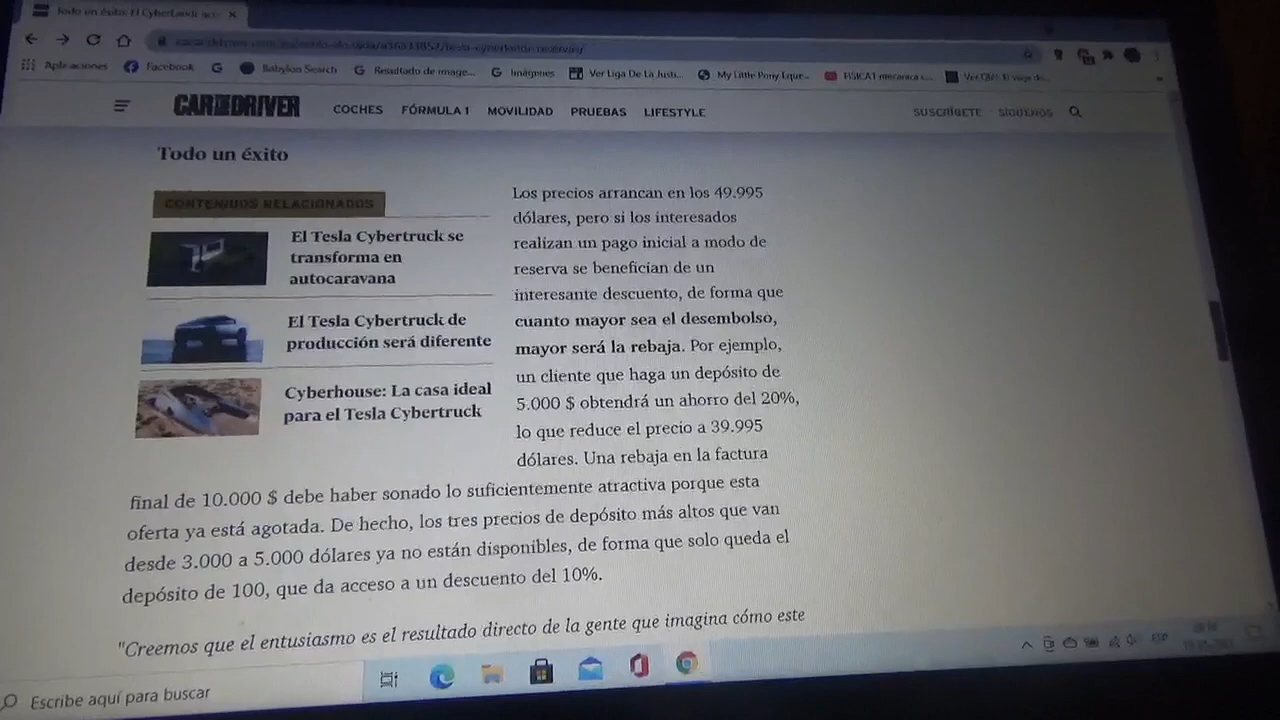 Todo un éxito: El CyberLandr
Aplicaciones
Facebook
Babylon Search
Resultado de image...
Imágenes
Ver Liga De La Justi...
My Little Pony Eque...
FISICA1 mecanica c...
CAR AND DRIVER
COCHES
FÓRMULA 1
MOVILIDAD
PRUEBAS
LIFESTYLE
SUSCRÍBETE
SÍGUENOS
Todo un éxito
CONTENIDOS RELACIONADOS
El Tesla Cybertruck se
transforma en
autocaravana
El Tesla Cybertruck de
producción será diferente
Cyberhouse: La casa ideal
para el Tesla Cybertruck
Los precios arrancan en los 49.995
dólares, pero si los interesados
realizan un pago inicial a modo de
reserva se benefician de un
interesante descuento, de forma que
cuanto mayor sea el desembolso,
mayor será la rebaja. Por ejemplo,
un cliente que haga un depósito de
5.000 $ obtendrá un ahorro del 20%,
lo que reduce el precio a 39.995
dólares. Una rebaja en la factura
final de 10.000 $ debe haber sonado lo suficientemente atractiva porque esta
oferta ya está agotada. De hecho, los tres precios de depósito más altos que van
desde 3.000 a 5.000 dólares ya no están disponibles, de forma que solo queda el
depósito de 100, que da acceso a un descuento del 10%.
"Creemos que el entusiasmo es el resultado directo de la gente que imagina cómo este
Escribe aquí para buscar
ESP